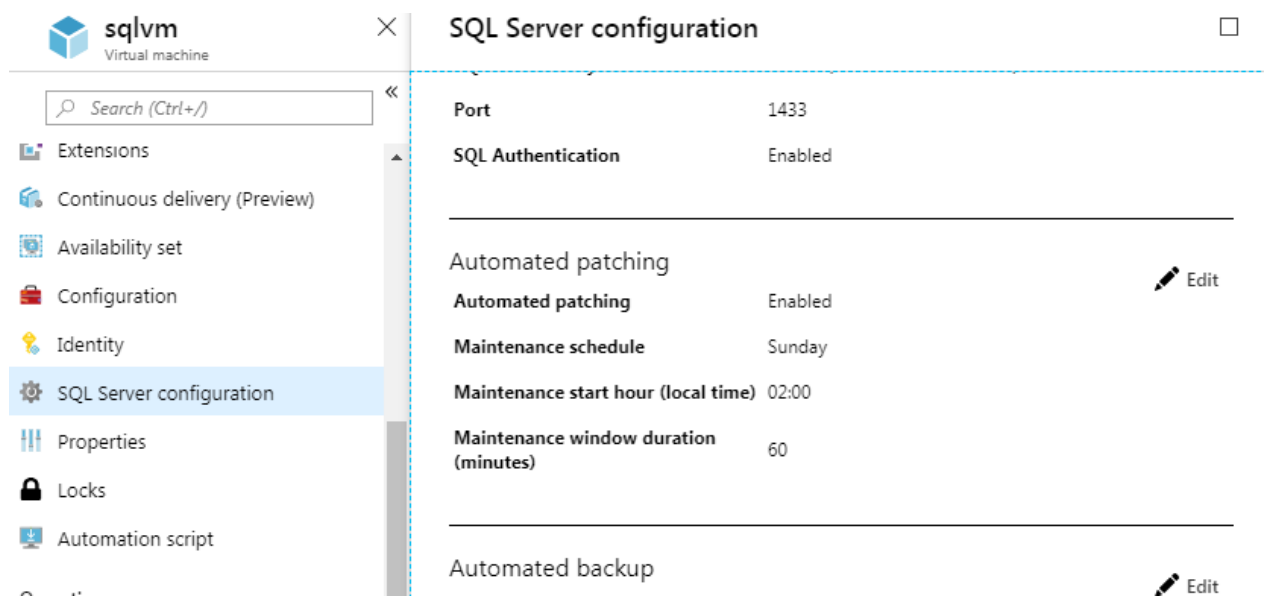 sqlvm
Virtual machine
Search (Ctrl+/)
Extensions
Continuous delivery (Preview)
Availability set
Configuration
Identity
SQL Server configuration
Properties
Locks
Automation script
SQL Server configuration
Port 1433
SQL Authentication Enabled
Automated patching
Edit
Automated patching Enabled
Maintenance schedule Sunday
Maintenance start hour (local time) 02:00
Maintenance window duration
(minutes) 60
Automated backup
Edit